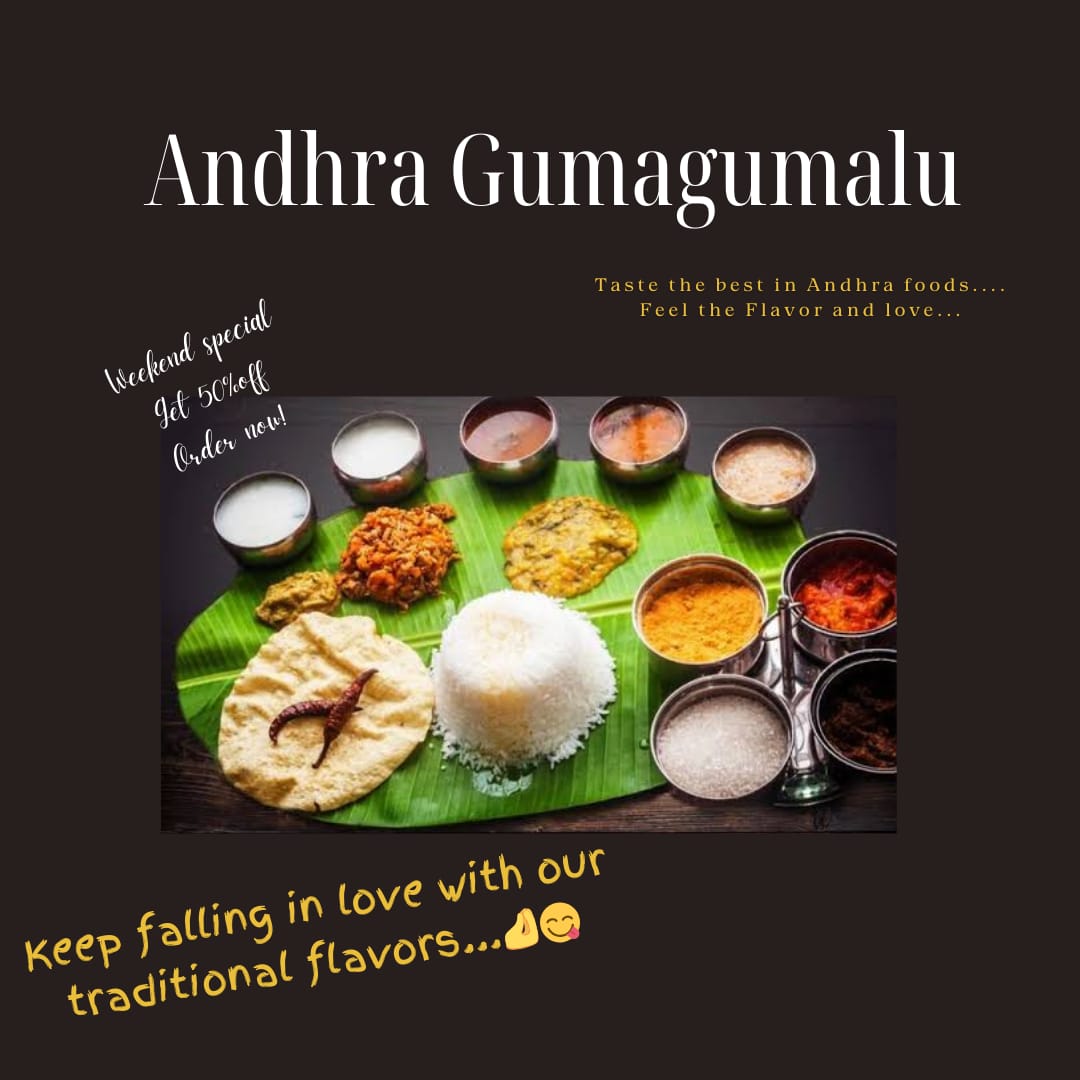 Andhra Gumagumalu
Taste the best in Andhra foods....
Feel the Flavor and love...
Weekend special
Get 50%off
Order now!
Keep falling in love with our
traditional flavors...🤌😋